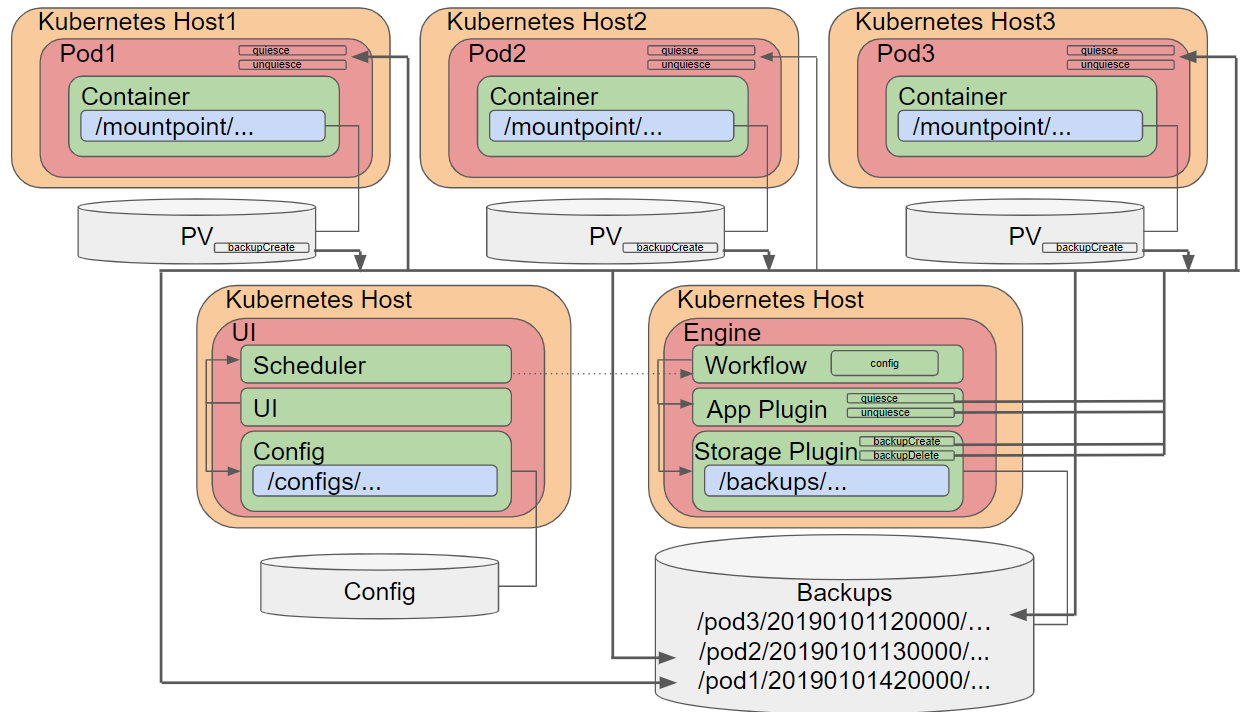 Kubernetes Host1
Pod1
quiesce
unquiesce
Container
/mountpoint/...
PV
backupCreate
Kubernetes Host2
Pod2
quiesce
unquiesce
Container
/mountpoint/...
PV
backupCreate
Kubernetes Host3
Pod3
quiesce
unquiesce
Container
/mountpoint/...
PV
backupCreate
Kubernetes Host
UI
Scheduler
UI
Config
/configs/...
Config
Kubernetes Host
Engine
Workflow
config
App Plugin
quiesce
unquiesce
Storage Plugin
backupCreate
backupDelete
/backups/...
Backups
/pod3/20190101120000/...
/pod2/20190101130000/...
/pod1/20190101420000/...